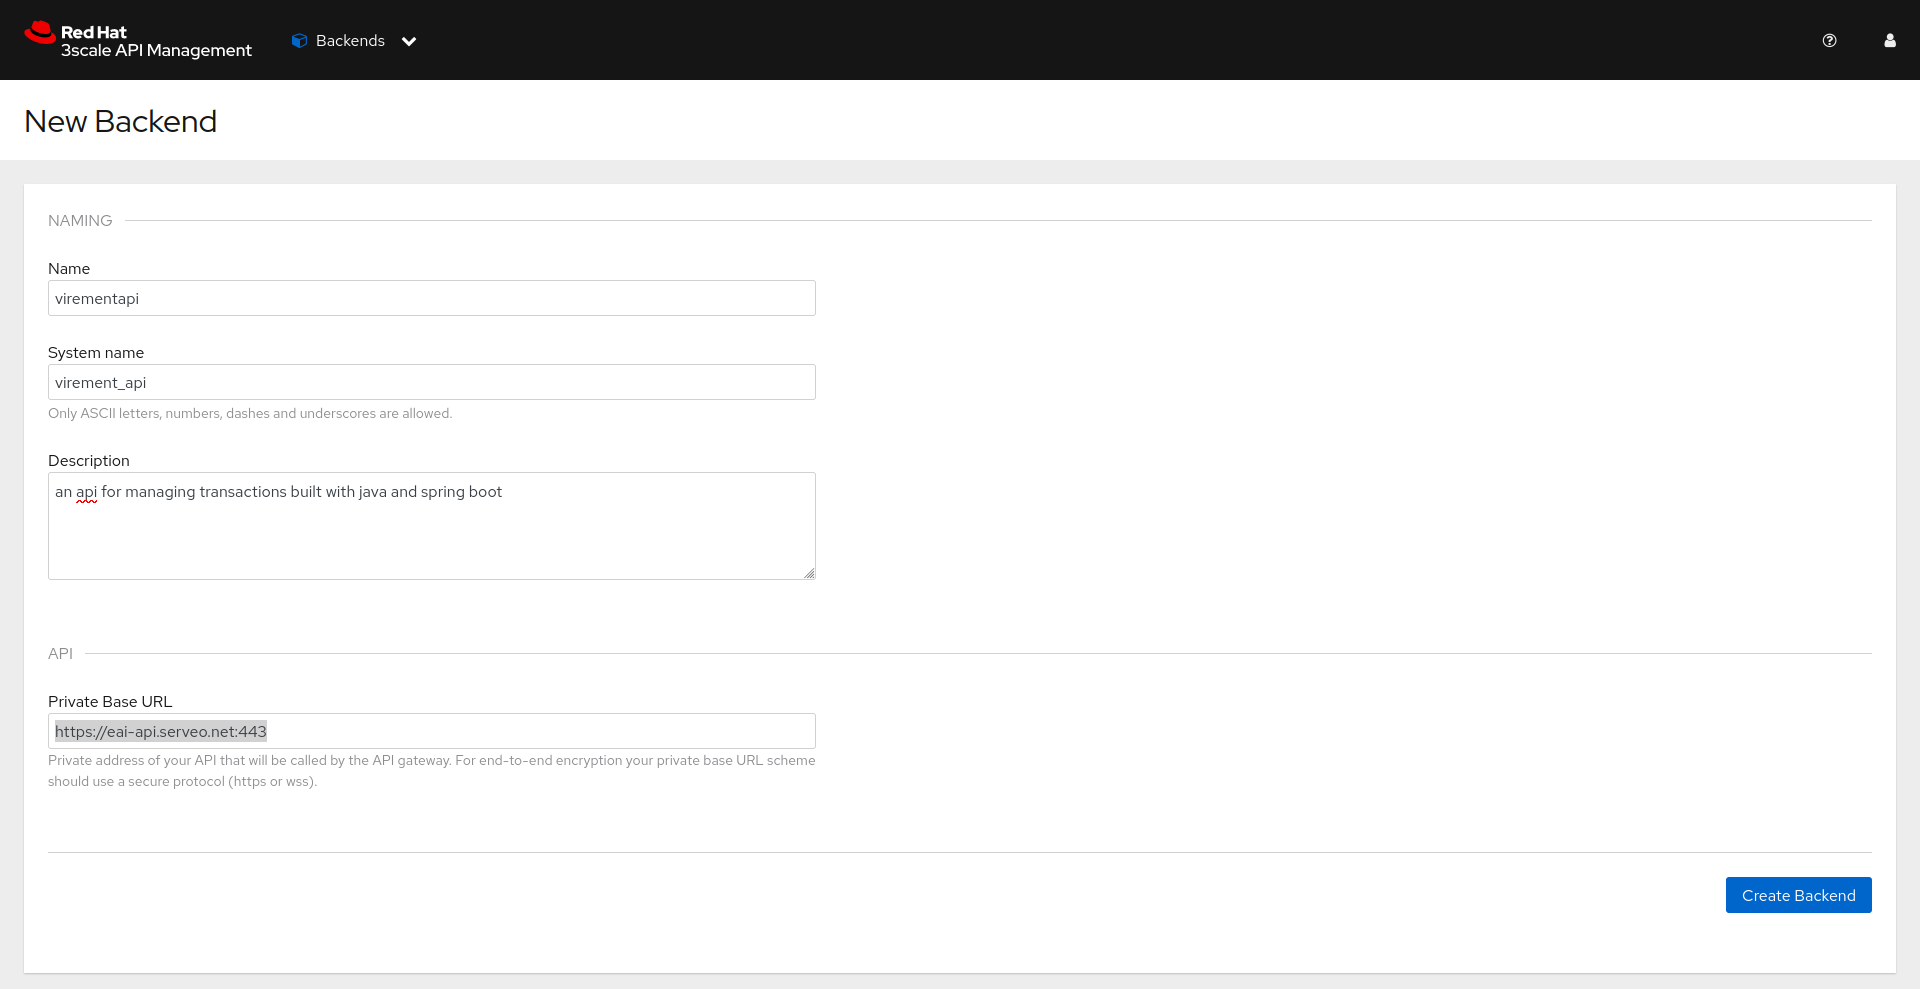 Red Hat
3scale API Management
Backends
New Backend
NAMING
Name
virementapi
System name
virement_api
Only ASCII letters, numbers, dashes and underscores are allowed.
Description
an api for managing transactions built with java and spring boot
API
Private Base URL
https://eai-api.serveo.net:443
Private address of your API that will be called by the API gateway. For end-to-end encryption your private base URL scheme
should use a secure protocol (https or wss).
Create Backend